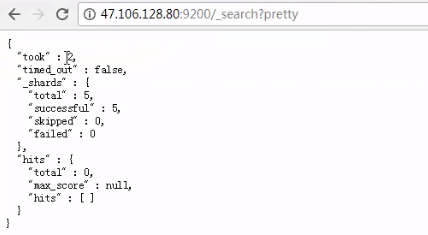 47.106.128.80:9200/_search?pretty
{
  "took" : 2,
  "timed_out" : false,
  "_shards" : {
    "total" : 5,
    "successful" : 5,
    "skipped" : 0,
    "failed" : 0
  },
  "hits" : {
    "total" : 0,
    "max_score" : null,
    "hits" : [ ]
  }
}